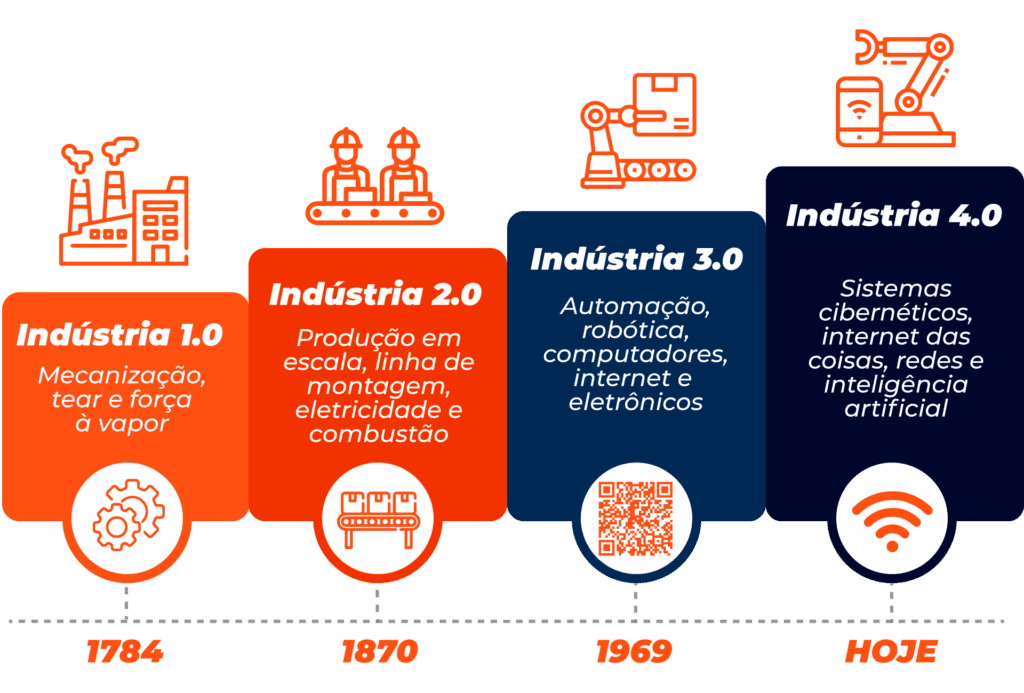 Indústria 1.0
Mecanização,
tear e força
à vapor
Indústria 2.0
Produção em
escala, linha de
montagem,
eletricidade e
combustão
Indústria 3.0
Automação,
robótica,
computadores,
internet e
eletrônicos
Indústria 4.0
Sistemas
cibernéticos,
internet das
coisas, redes e
inteligência
artificial
1784
1870
1969
HOJE